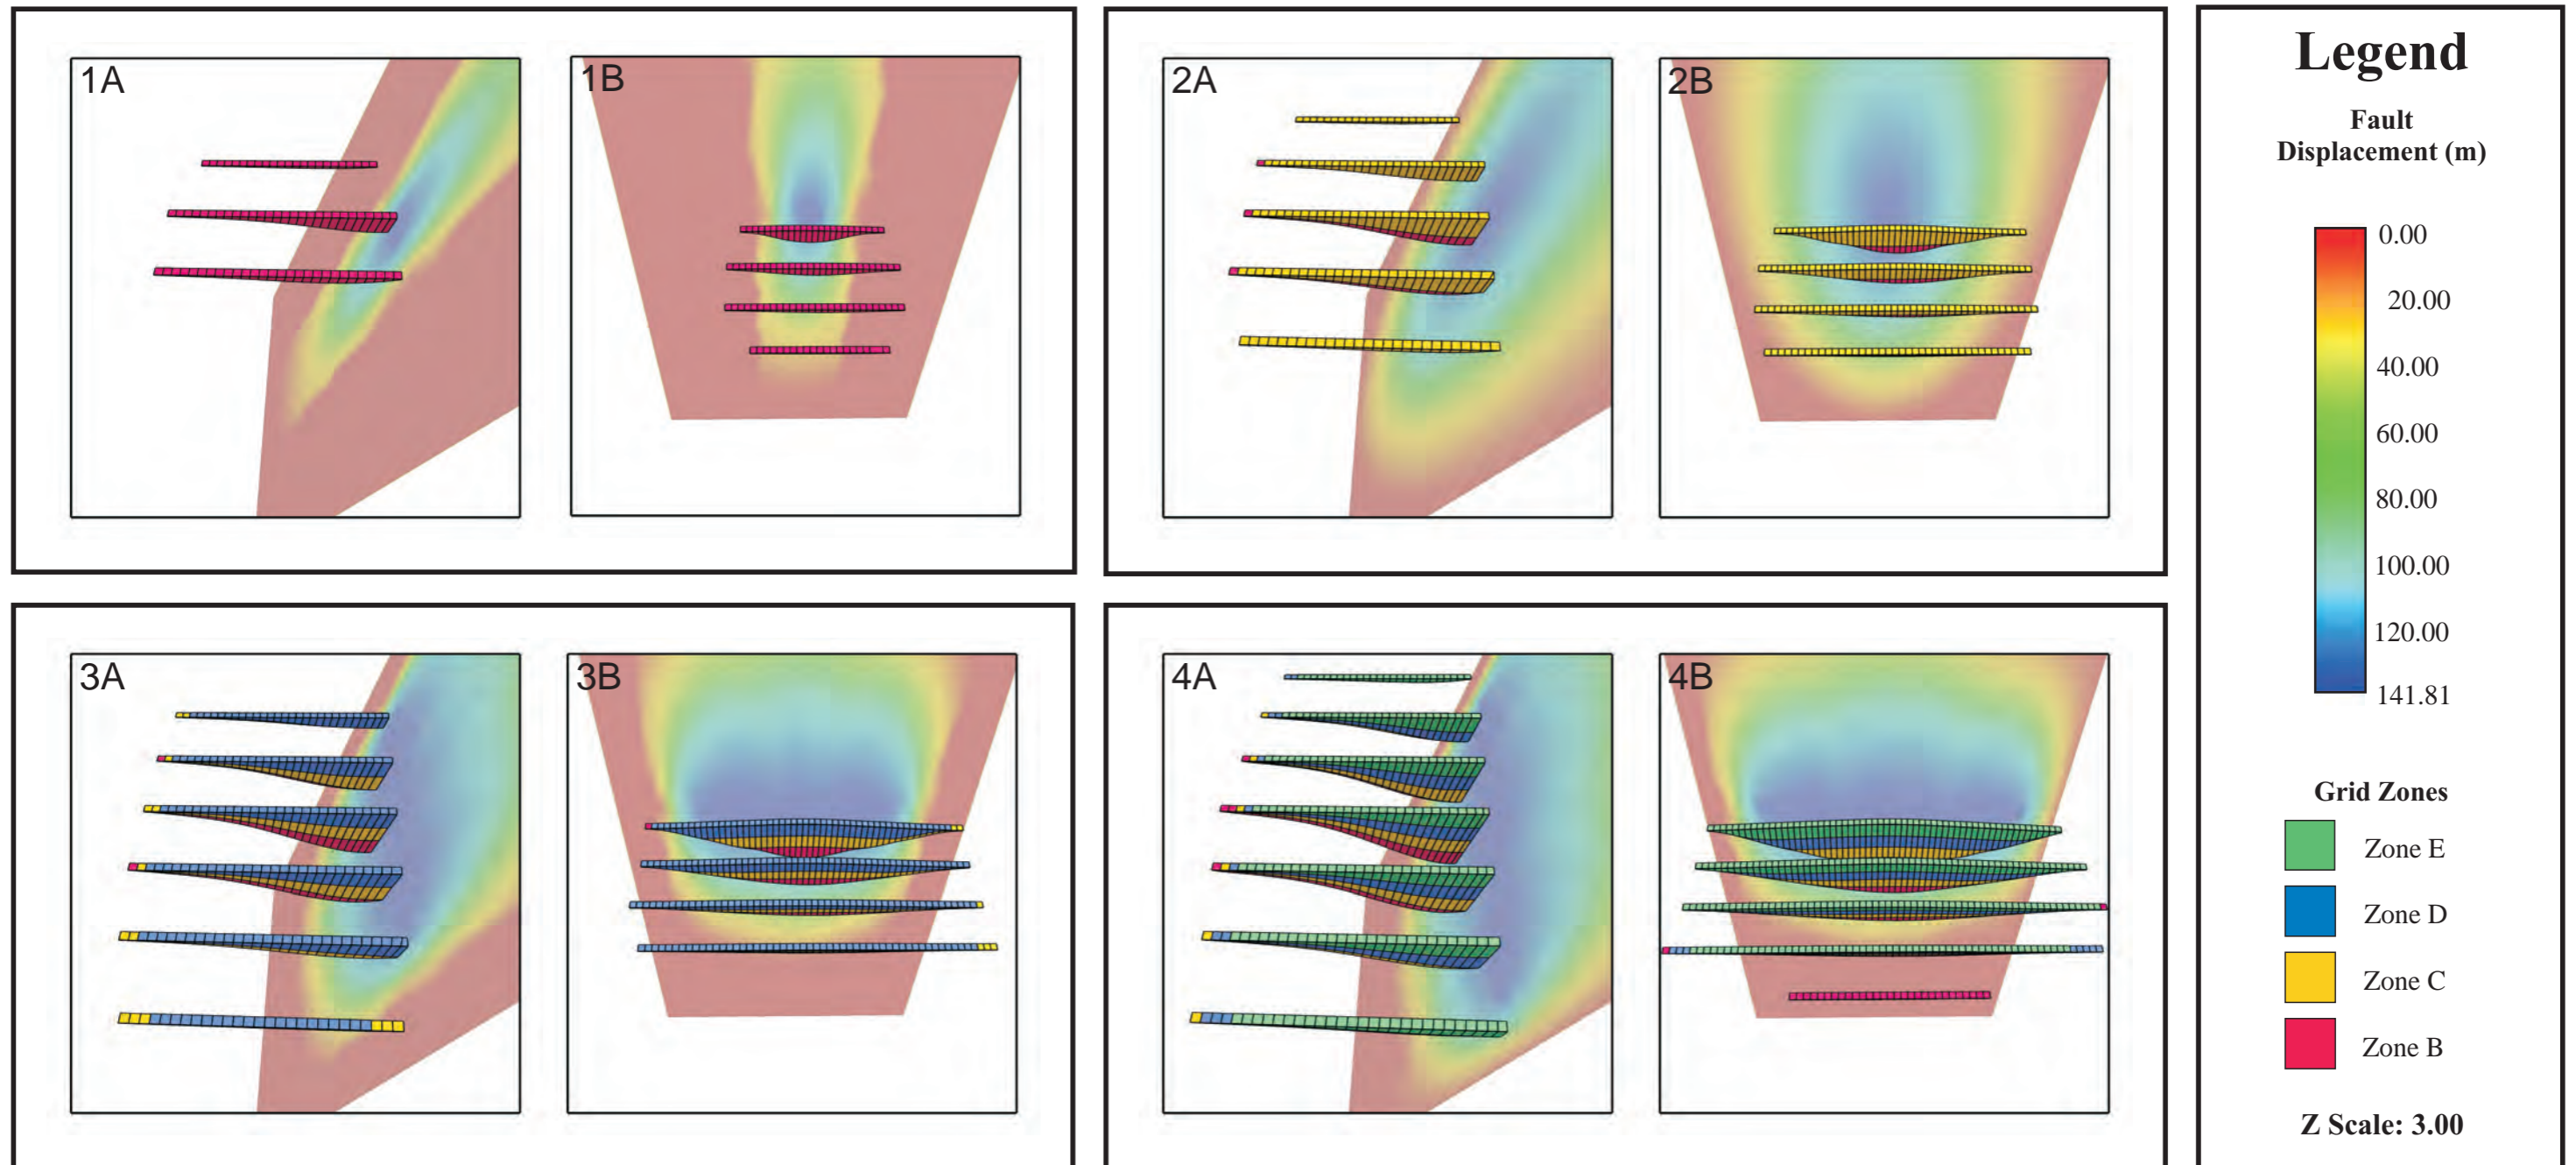 1A
1B
2A
2B
3A
3B
4A
4B
Legend
Fault
Displacement (m)
0.00
20.00
40.00
60.00
80.00
100.00
120.00
141.81
Grid Zones
Zone E
Zone D
Zone C
Zone B
Z Scale: 3.00